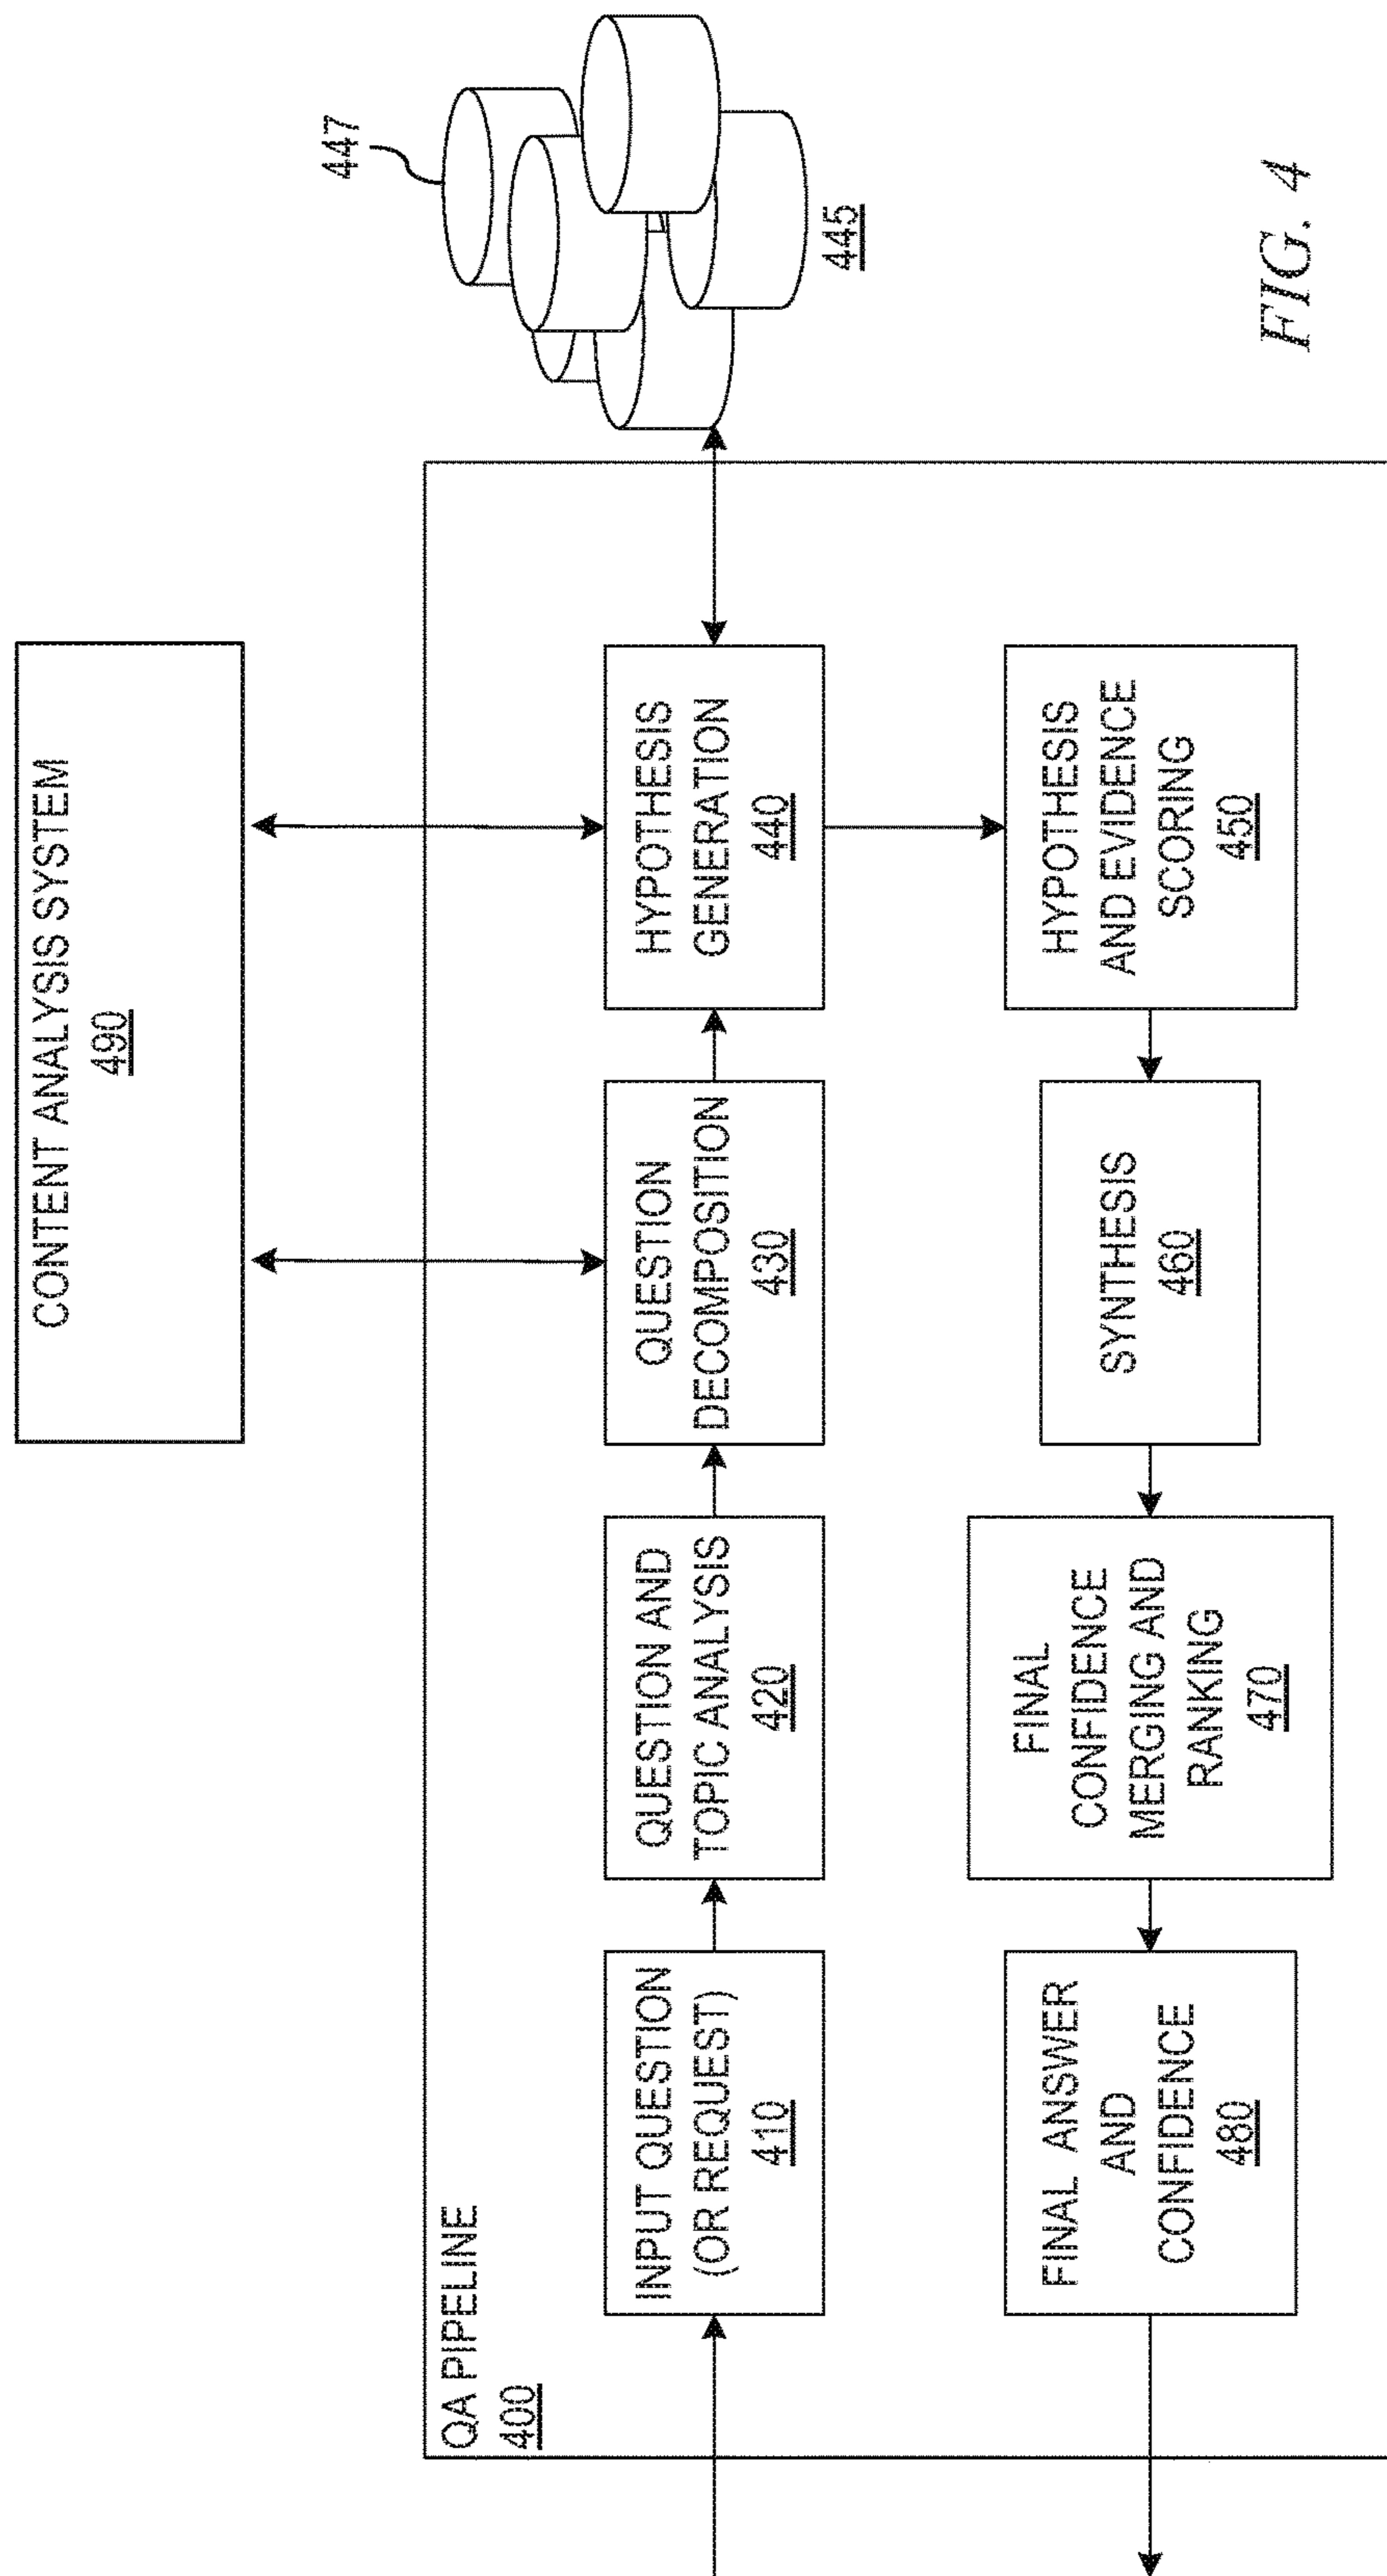 CONTENT ANALYSIS SYSTEM
490
QA PIPELINE
400
INPUT QUESTION
(OR REQUEST)
410
QUESTION AND
TOPIC ANALYSIS
420
QUESTION
DECOMPOSITION
430
HYPOTHESIS
GENERATION
440
447
445
FINAL ANSWER
AND
CONFIDENCE
480
FINAL
CONFIDENCE
MERGING AND
RANKING
470
SYNTHESIS
460
HYPOTHESIS
AND EVIDENCE
SCORING
450
FIG. 4